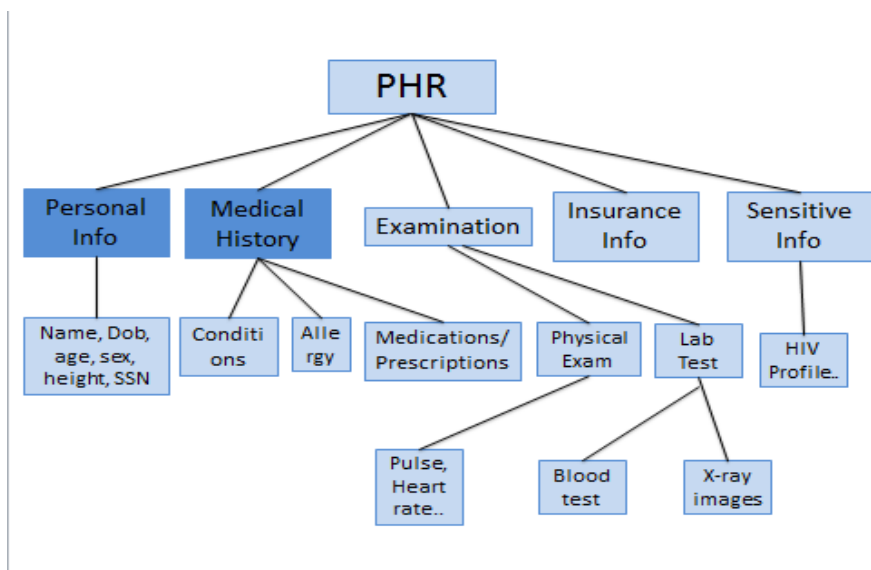 PHR
Personal
Info
Medical
History
Examination
Insurance
Info
Sensitive
Info
Name, Dob,
age, sex,
height, SSN
Conditi
ons
Alle
rgy
Medications/
Prescriptions
Physical
Exam
Lab
Test
HIV
Profile..
Pulse,
Heart
rate..
Blood
test
X-ray
images